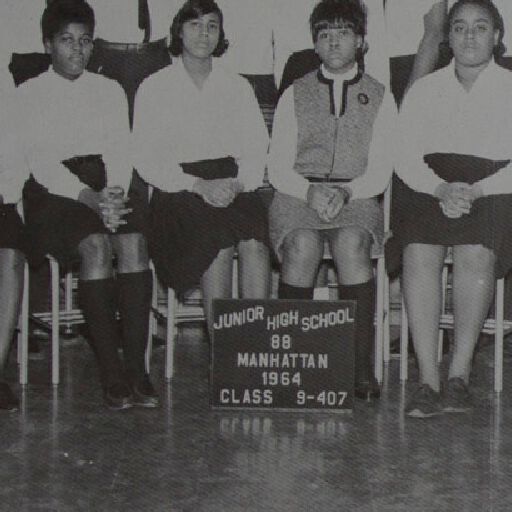 JUNIOR HIGH SCHOOL
88
MANHATTAN
1964
CLASS 9-407